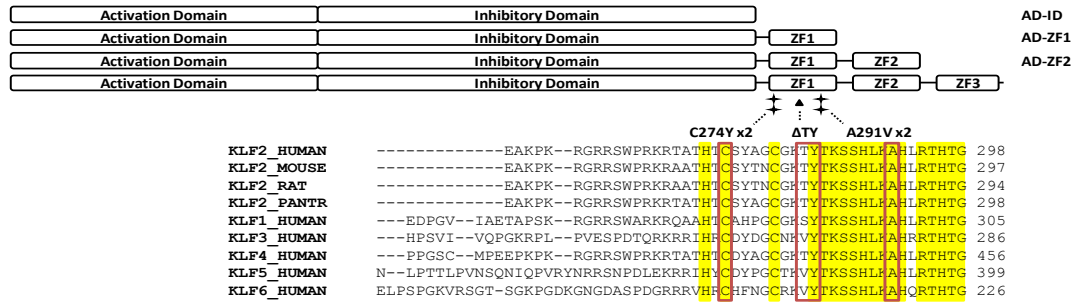 Activation Domain Inhibitory Domain AD-ID
Activation Domain Inhibitory Domain ZF1 AD-ZF1
Activation Domain Inhibitory Domain ZF1 ZF2 AD-ZF2
Activation Domain Inhibitory Domain ZF1 ZF2 ZF3
C274Y x2 ΔTY A291V x2
KLF2_HUMAN -------------EAKPK--RGRRSWPRKRTATHTCSYAGCGKTYTKSSHLKAHLRTHTG 298
KLF2_MOUSE -------------EAKPK--RGRRSWPRKRAATHTCSYTNCGKTYTKSSHLKAHLRTHTG 297
KLF2_RAT -------------EAKPK--RGRRSWPRKRAATHTCSYTNCGKTYTKSSHLKAHLRTHTG 294
KLF2_PANTR -------------EAKPK--RGRRSWPRKRTATHTCSYAGCGKTYTKSSHLKAHLRTHTG 298
KLF1_HUMAN ---EDPGV--IAETAPSK--RGRRSWARKRQAAHTCAHPGCGKSYTKSSHLKAHLRTHTG 305
KLF3_HUMAN ---HPSVI--VQPGKRPL--PVESPDTQRKRRIHRCDYDGCNKVYTKSSHLKAHRRTHTG 286
KLF4_HUMAN ---PPGSC--MPEEPKPK--RGRRSWPRKRTATHTCDYAGCGKTYTKSSHLKAHLRTHTG 456
KLF5_HUMAN N--LPTTLPVNSQNIQPVRYNRRSNPDLEKRRIHYCDYPGCTKVYTKSSHLKAHLRTHTG 399
KLF6_HUMAN ELPSPGKVRSGT-SGKPGDKGNGDASPDGRRRVHRCHFNGCRKVYTKSSHLKAHQRTHTG 226